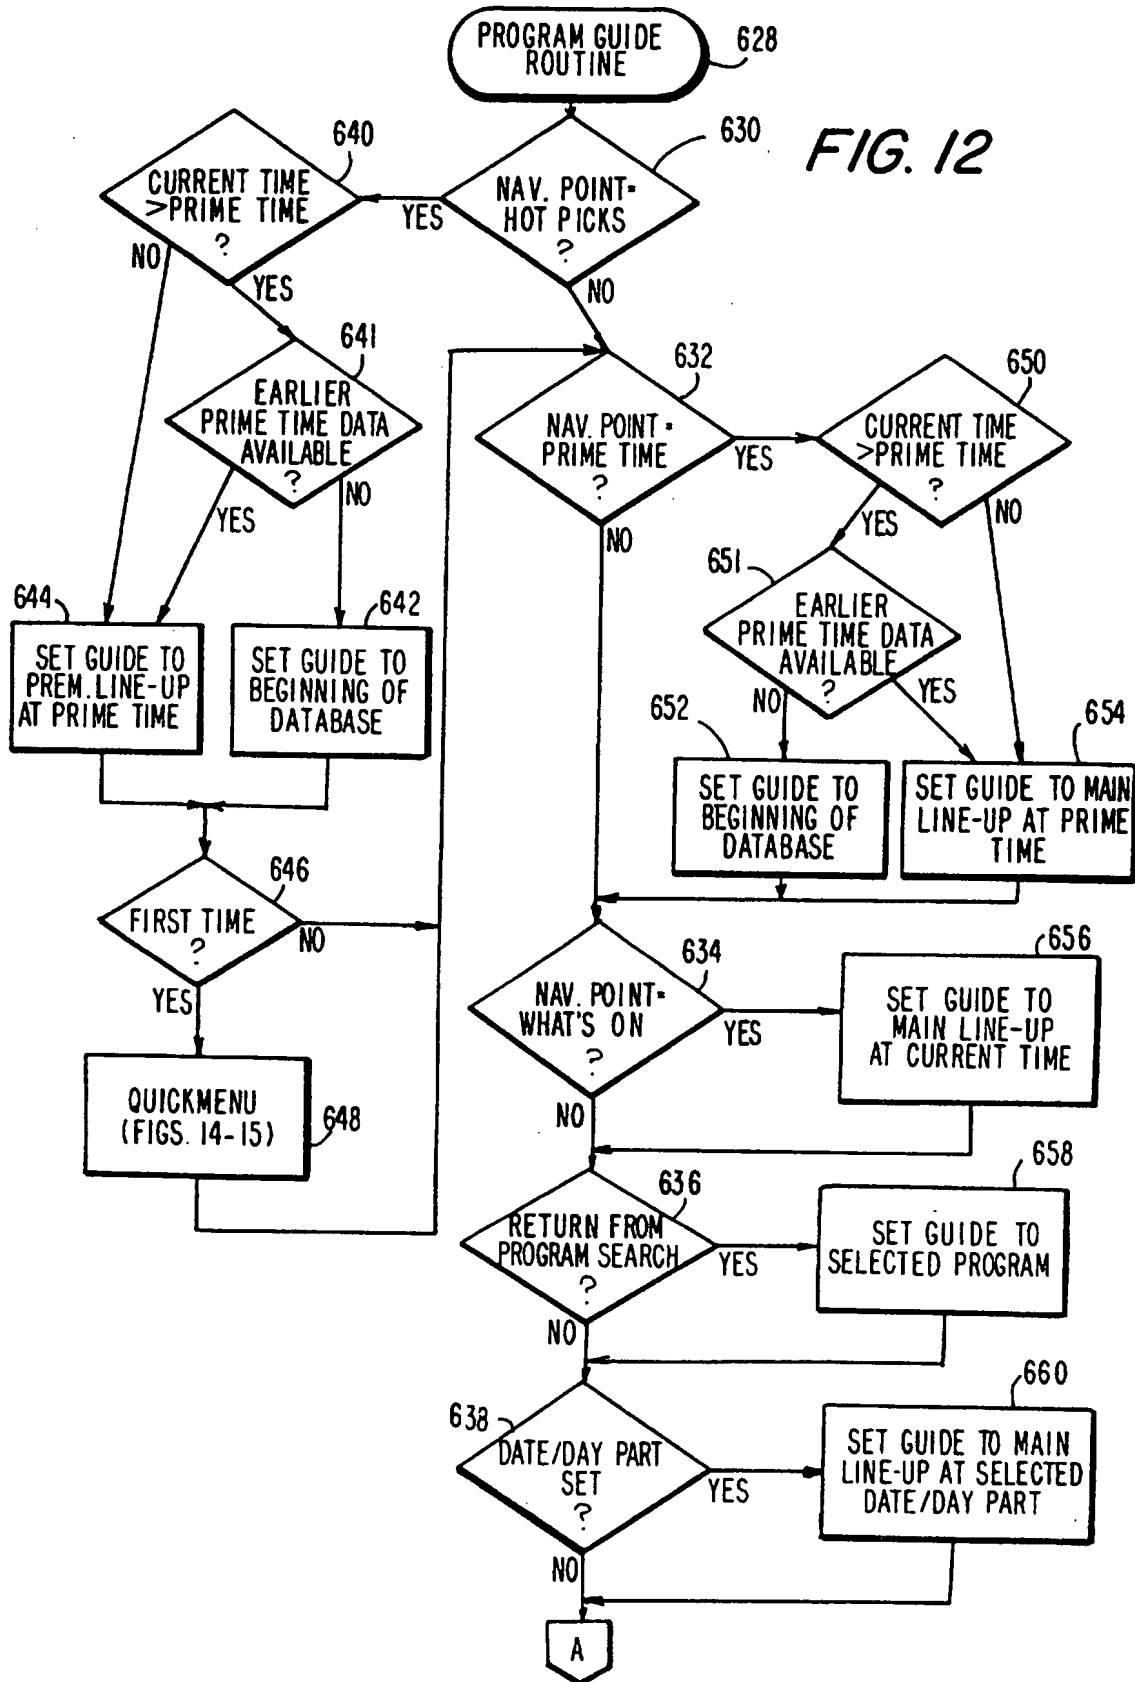 PROGRAM GUIDE
ROUTINE
628
FIG. 12
630
NAV. POINT=
HOT PICKS
?
YES
NO
640
CURRENT TIME
>PRIME TIME
?
NO
YES
641
EARLIER
PRIME TIME DATA
AVAILABLE
?
YES
NO
632
NAV. POINT=
PRIME TIME
?
YES
NO
650
CURRENT TIME
>PRIME TIME
?
YES
NO
651
EARLIER
PRIME TIME DATA
AVAILABLE
?
NO
YES
644
SET GUIDE TO
PREM. LINE-UP
AT PRIME TIME
642
SET GUIDE TO
BEGINNING OF
DATABASE
652
SET GUIDE TO
BEGINNING OF
DATABASE
654
SET GUIDE TO MAIN
LINE-UP AT PRIME
TIME
646
FIRST TIME
?
NO
YES
QUICKMENU
(FIGS. 14-15)
648
634
NAV. POINT=
WHAT'S ON
?
YES
NO
656
SET GUIDE TO
MAIN LINE-UP
AT CURRENT TIME
636
RETURN FROM
PROGRAM SEARCH
?
YES
NO
658
SET GUIDE TO
SELECTED PROGRAM
638
DATE/DAY PART
SET
?
YES
NO
660
SET GUIDE TO MAIN
LINE-UP AT SELECTED
DATE/DAY PART
A